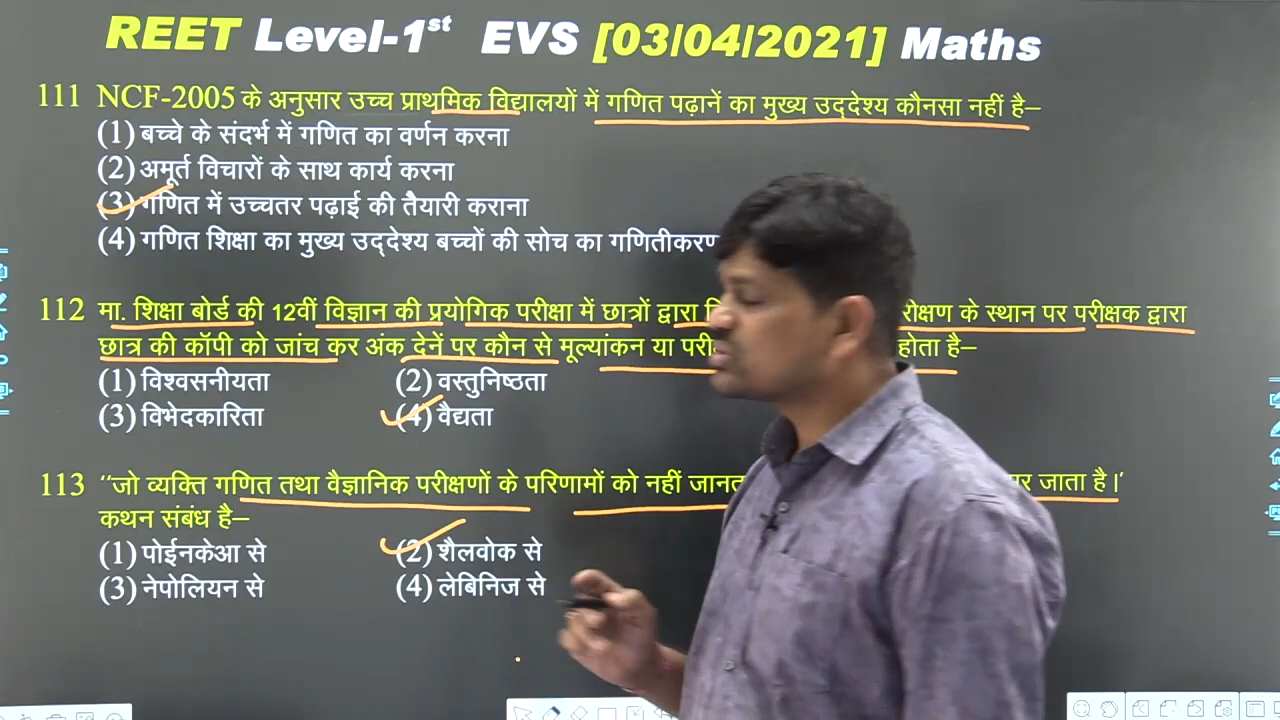 REET Level-1st EVS [03/04/2021] Maths
111 NCF-2005 के अनुसार उच्च प्राथमिक विद्यालयों में गणित पढ़ानें का मुख्य उद्देश्य कौनसा नहीं है–
(1) बच्चे के संदर्भ में गणित का वर्णन करना
(2) अमूर्त विचारों के साथ कार्य करना
(3) गणित में उच्चतर पढ़ाई की तैयारी कराना
(4) गणित शिक्षा का मुख्य उद्देश्य बच्चों की सोच का गणितीकरण
112 मा. शिक्षा बोर्ड की 12वीं विज्ञान की प्रयोगिक परीक्षा में छात्रों द्वारा के स्थान पर परीक्षक द्वारा
छात्र की कॉपी को जांच कर अंक देनें पर कौन से मूल्यांकन या होता है–
(1) विश्वसनीयता (2) वस्तुनिष्ठता
(3) विभेदकारिता (4) वैद्यता
113 “जो व्यक्ति गणित तथा वैज्ञानिक परीक्षणों के परिणामों को नहीं जाता है।’
कथन संबंध है–
(1) पोईनकेआ से (2) शैलवोक से
(3) नेपोलियन से (4) लेबिनिज से